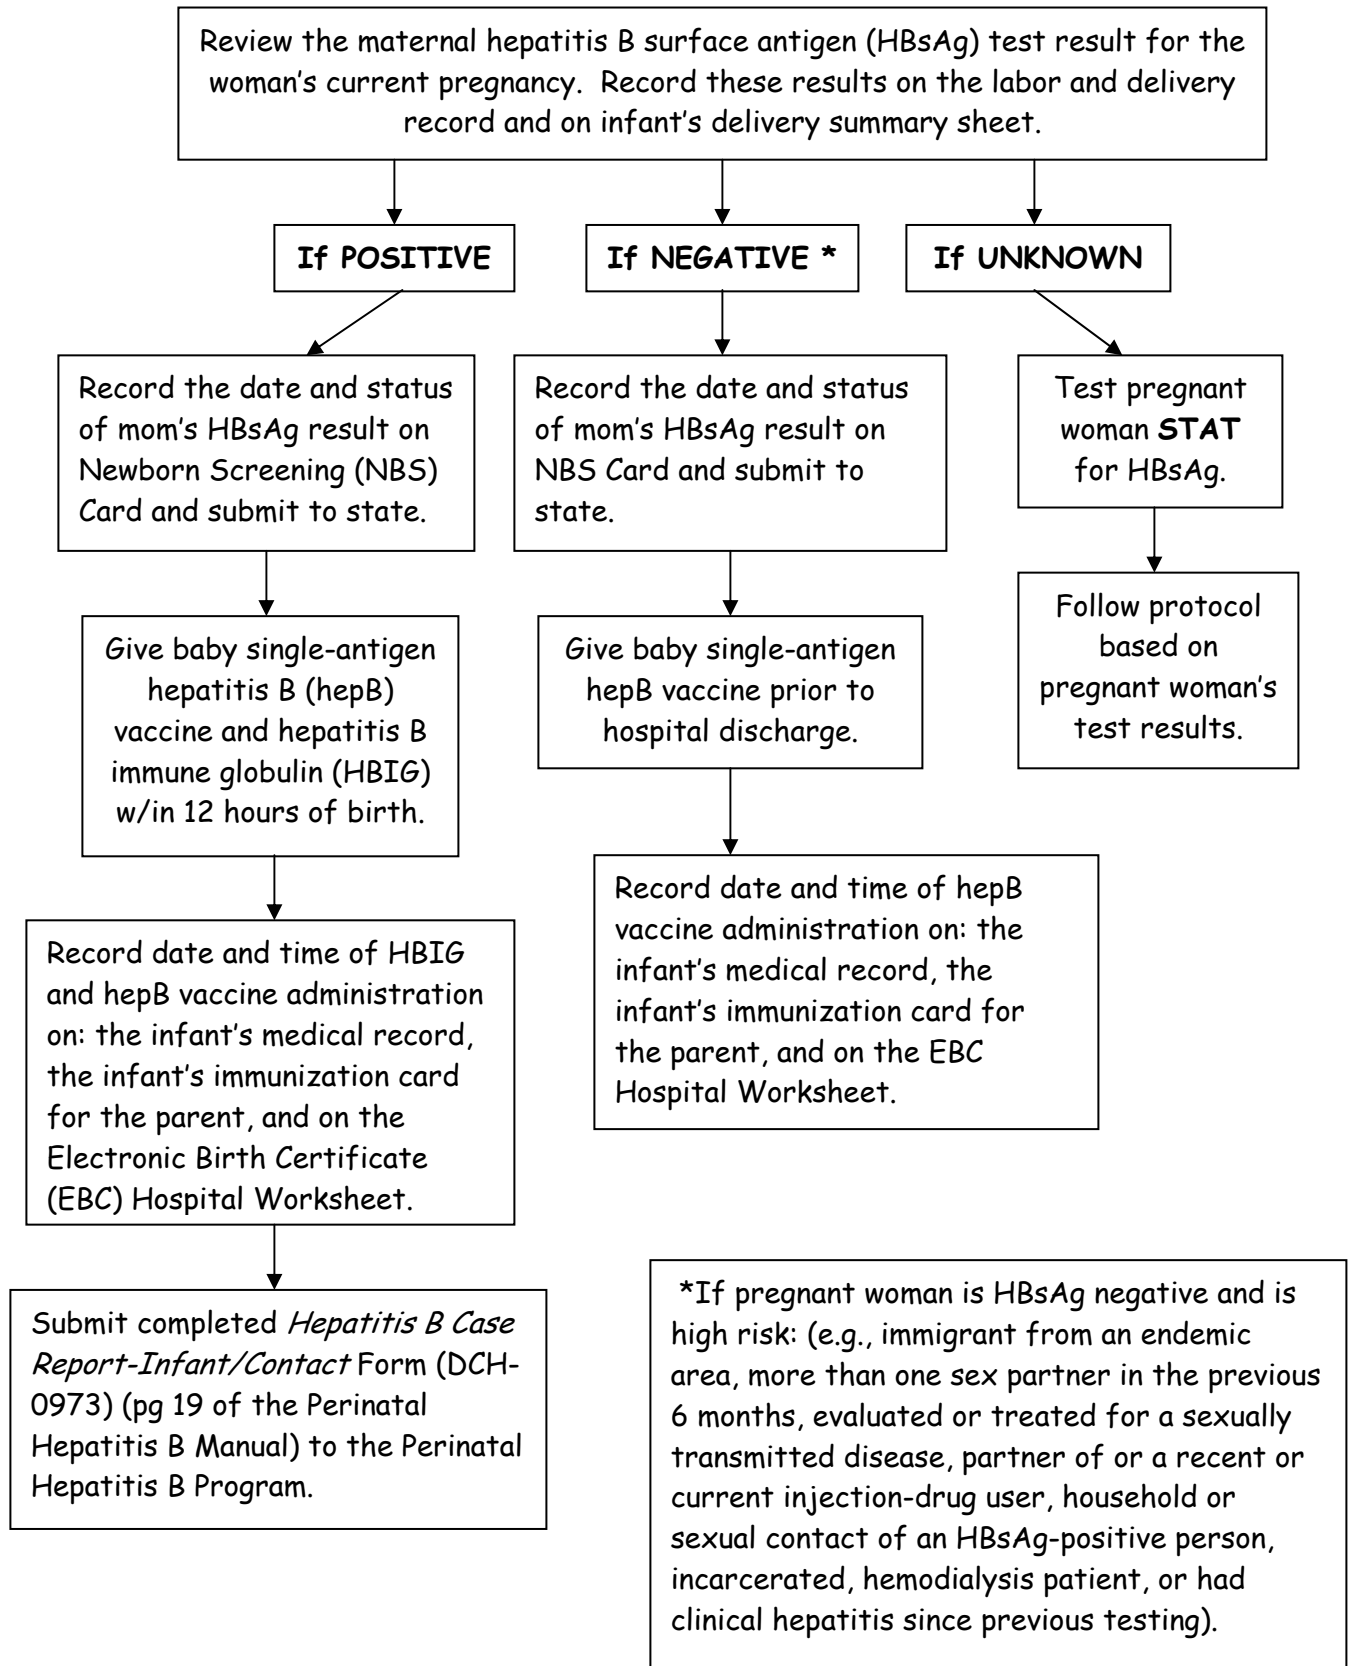 Review the maternal hepatitis B surface antigen (HBsAg) test result for the
woman's current pregnancy.  Record these results on the labor and delivery
record and on infant's delivery summary sheet.
If POSITIVE
If NEGATIVE *
If UNKNOWN
Record the date and status
of mom's HBsAg result on
Newborn Screening (NBS)
Card and submit to state.
Record the date and status
of mom's HBsAg result on
NBS Card and submit to
state.
Test pregnant
woman STAT
for HBsAg.
Give baby single-antigen
hepatitis B (hepB)
vaccine and hepatitis B
immune globulin (HBIG)
w/in 12 hours of birth.
Give baby single-antigen
hepB vaccine prior to
hospital discharge.
Follow protocol
based on
pregnant woman's
test results.
Record date and time of HBIG
and hepB vaccine administration
on: the infant's medical record,
the infant's immunization card
for the parent, and on the
Electronic Birth Certificate
(EBC) Hospital Worksheet.
Record date and time of hepB
vaccine administration on: the
infant's medical record, the
infant's immunization card for
the parent, and on the EBC
Hospital Worksheet.
Submit completed Hepatitis B Case
Report-Infant/Contact Form (DCH-
0973) (pg 19 of the Perinatal
Hepatitis B Manual) to the Perinatal
Hepatitis B Program.
*If pregnant woman is HBsAg negative and is
high risk: (e.g., immigrant from an endemic
area, more than one sex partner in the previous
6 months, evaluated or treated for a sexually
transmitted disease, partner of or a recent or
current injection-drug user, household or
sexual contact of an HBsAg-positive person,
incarcerated, hemodialysis patient, or had
clinical hepatitis since previous testing).